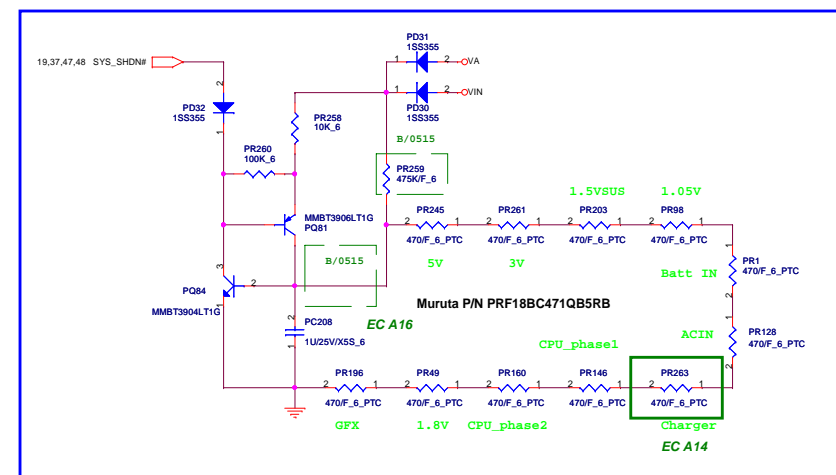 PD31
1SS355
1 2 VA
19,37,47,48 SYS_SHDN#
2
PD32
1SS355
1
PR258
10K_6
1 2 VIN
PD30
1SS355
B/0515
PR260
100K_6
PR259
475K/F_6
1.5VSUS
1.05V
MMBT3906LT1G
PQ81
PR245
2 1
470/F_6_PTC
5V
PR261
2 1
470/F_6_PTC
3V
PR203
2 1
470/F_6_PTC
PR98
2 1
470/F_6_PTC
B/0515
1
PR1
470/F_6_PTC
2
Batt IN
3
PQ84
2
1
MMBT3904LT1G
Muruta P/N PRF18BC471QB5RB
EC A16
2
PC208
1U/25V/X5S_6
1
CPU_phase1
ACIN
1
PR128
470/F_6_PTC
2
PR196
2 1
470/F_6_PTC
GFX
PR49
2 1
470/F_6_PTC
1.8V
PR160
2 1
470/F_6_PTC
CPU_phase2
PR146
2 1
470/F_6_PTC
PR263
2 1
470/F_6_PTC
Charger
EC A14